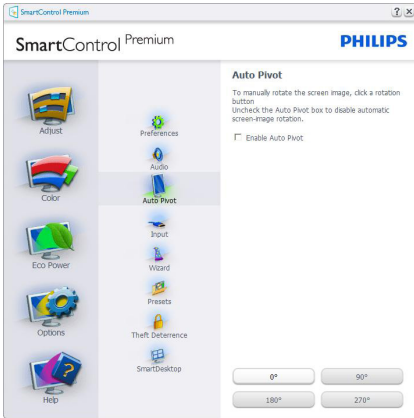 SmartControl Premium
SmartControl Premium
PHILIPS
Adjust
Color
Eco Power
Options
Help
Preferences
Audio
Auto Pivot
Input
Wizard
Presets
Theft Deterrence
SmartDesktop
Auto Pivot
To manually rotate the screen image, click a rotation
button
Uncheck the Auto Pivot box to disable automatic
screen-image rotation.
Enable Auto Pivot
0°
90°
180°
270°